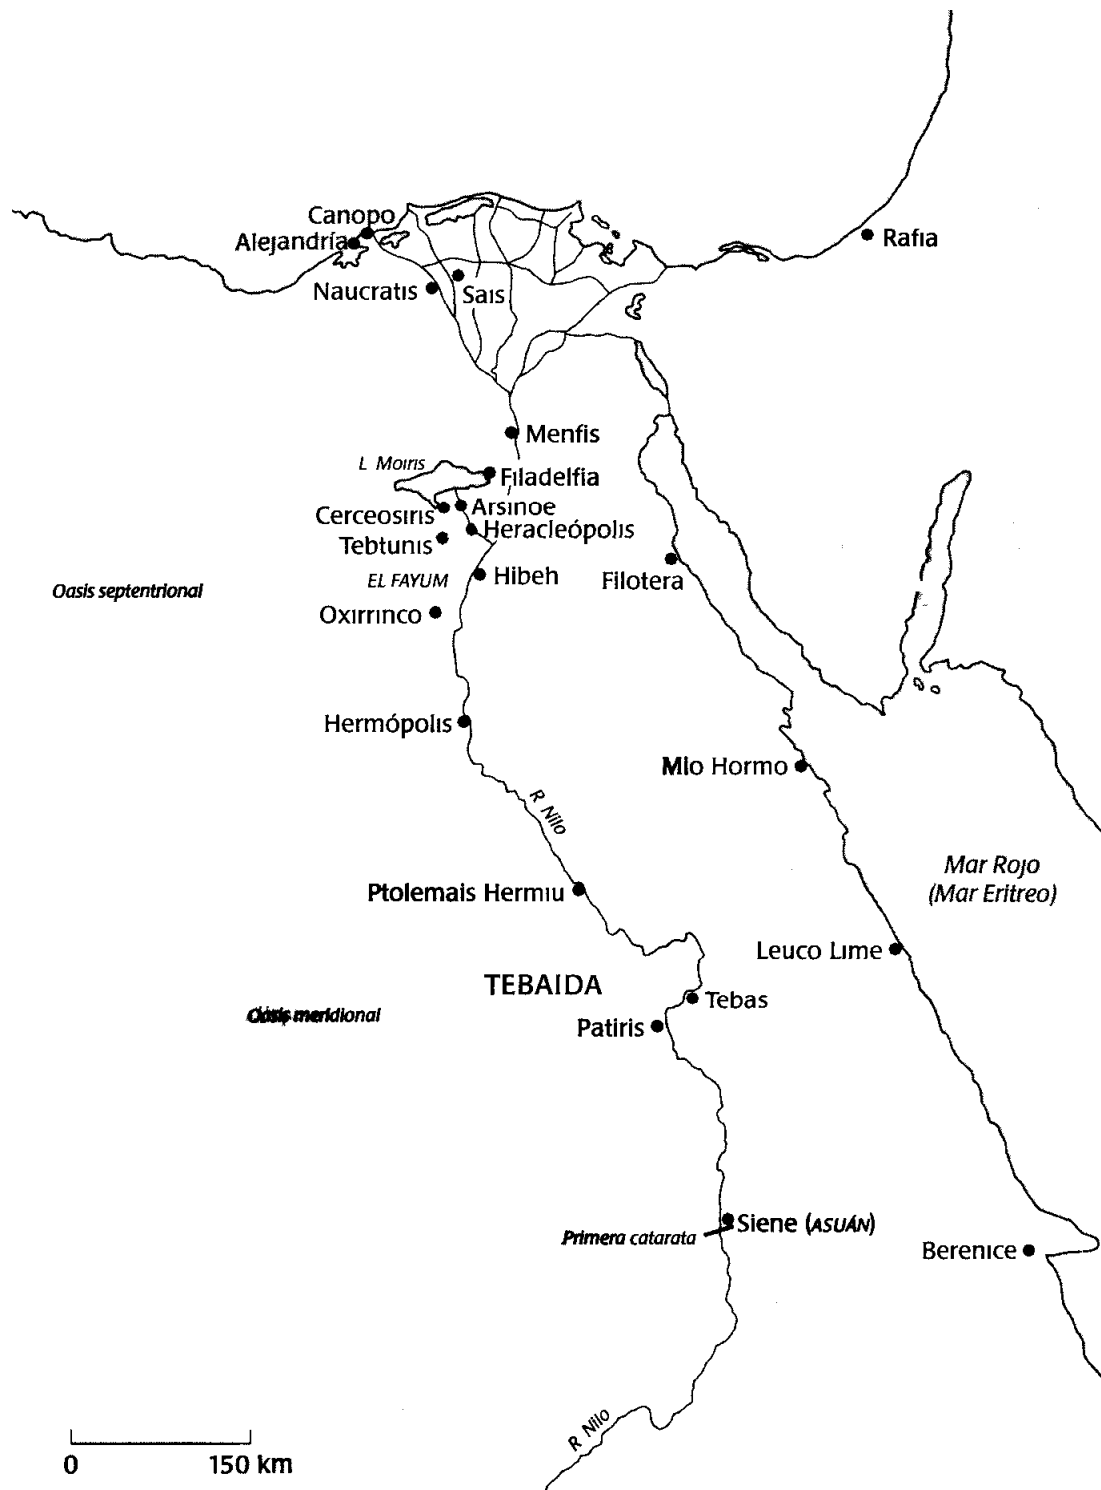 Canopo
Alejandría
Rafia
Naucratis
Sais
Menfis
L Moiris
Filadelfia
Arsinoe
Cerceosiris
Heracleópolis
Tebtunis
EL FAYUM
Hibeh
Filotera
Oasis septentrional
Oxirrinco
Hermópolis
Mio Hormo
R Nilo
Mar Rojo
(Mar Eritreo)
Ptolemais Hermiu
Leuco Lime
TEBAIDA
Tebas
Oasis meridional
Patiris
Siene (ASUÁN)
Primera catarata
Berenice
R Nilo
0 150 km